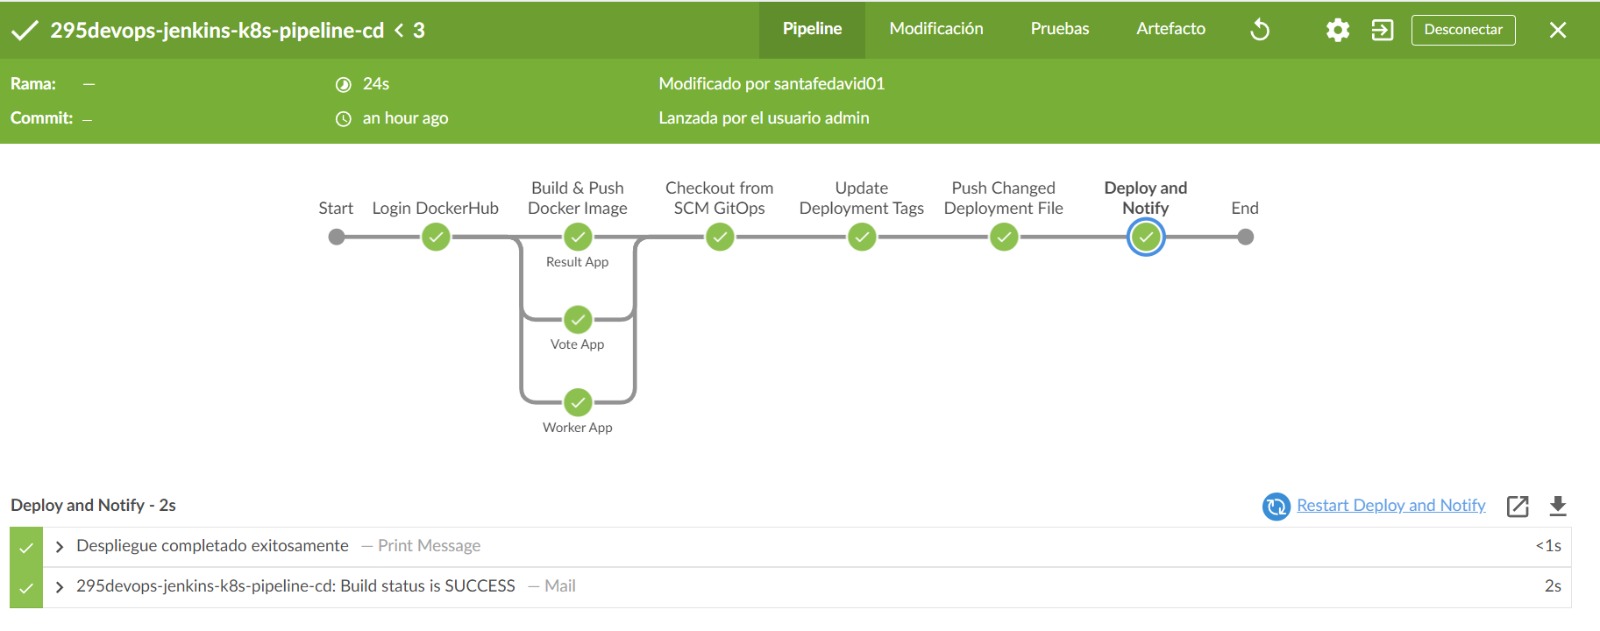 295devops-jenkins-k8s-pipeline-cd < 3
Pipeline
Modificación
Pruebas
Artefacto
Desconectar
Rama: —
24s
Modificado por santafedavid01
Commit: —
an hour ago
Lanzada por el usuario admin
Start
Login DockerHub
Build & Push
Docker Image
Checkout from
SCM GitOps
Update
Deployment Tags
Push Changed
Deployment File
Deploy and
Notify
End
Result App
Vote App
Worker App
Deploy and Notify - 2s
Restart Deploy and Notify
Despliegue completado exitosamente — Print Message
<1s
295devops-jenkins-k8s-pipeline-cd: Build status is SUCCESS — Mail
2s